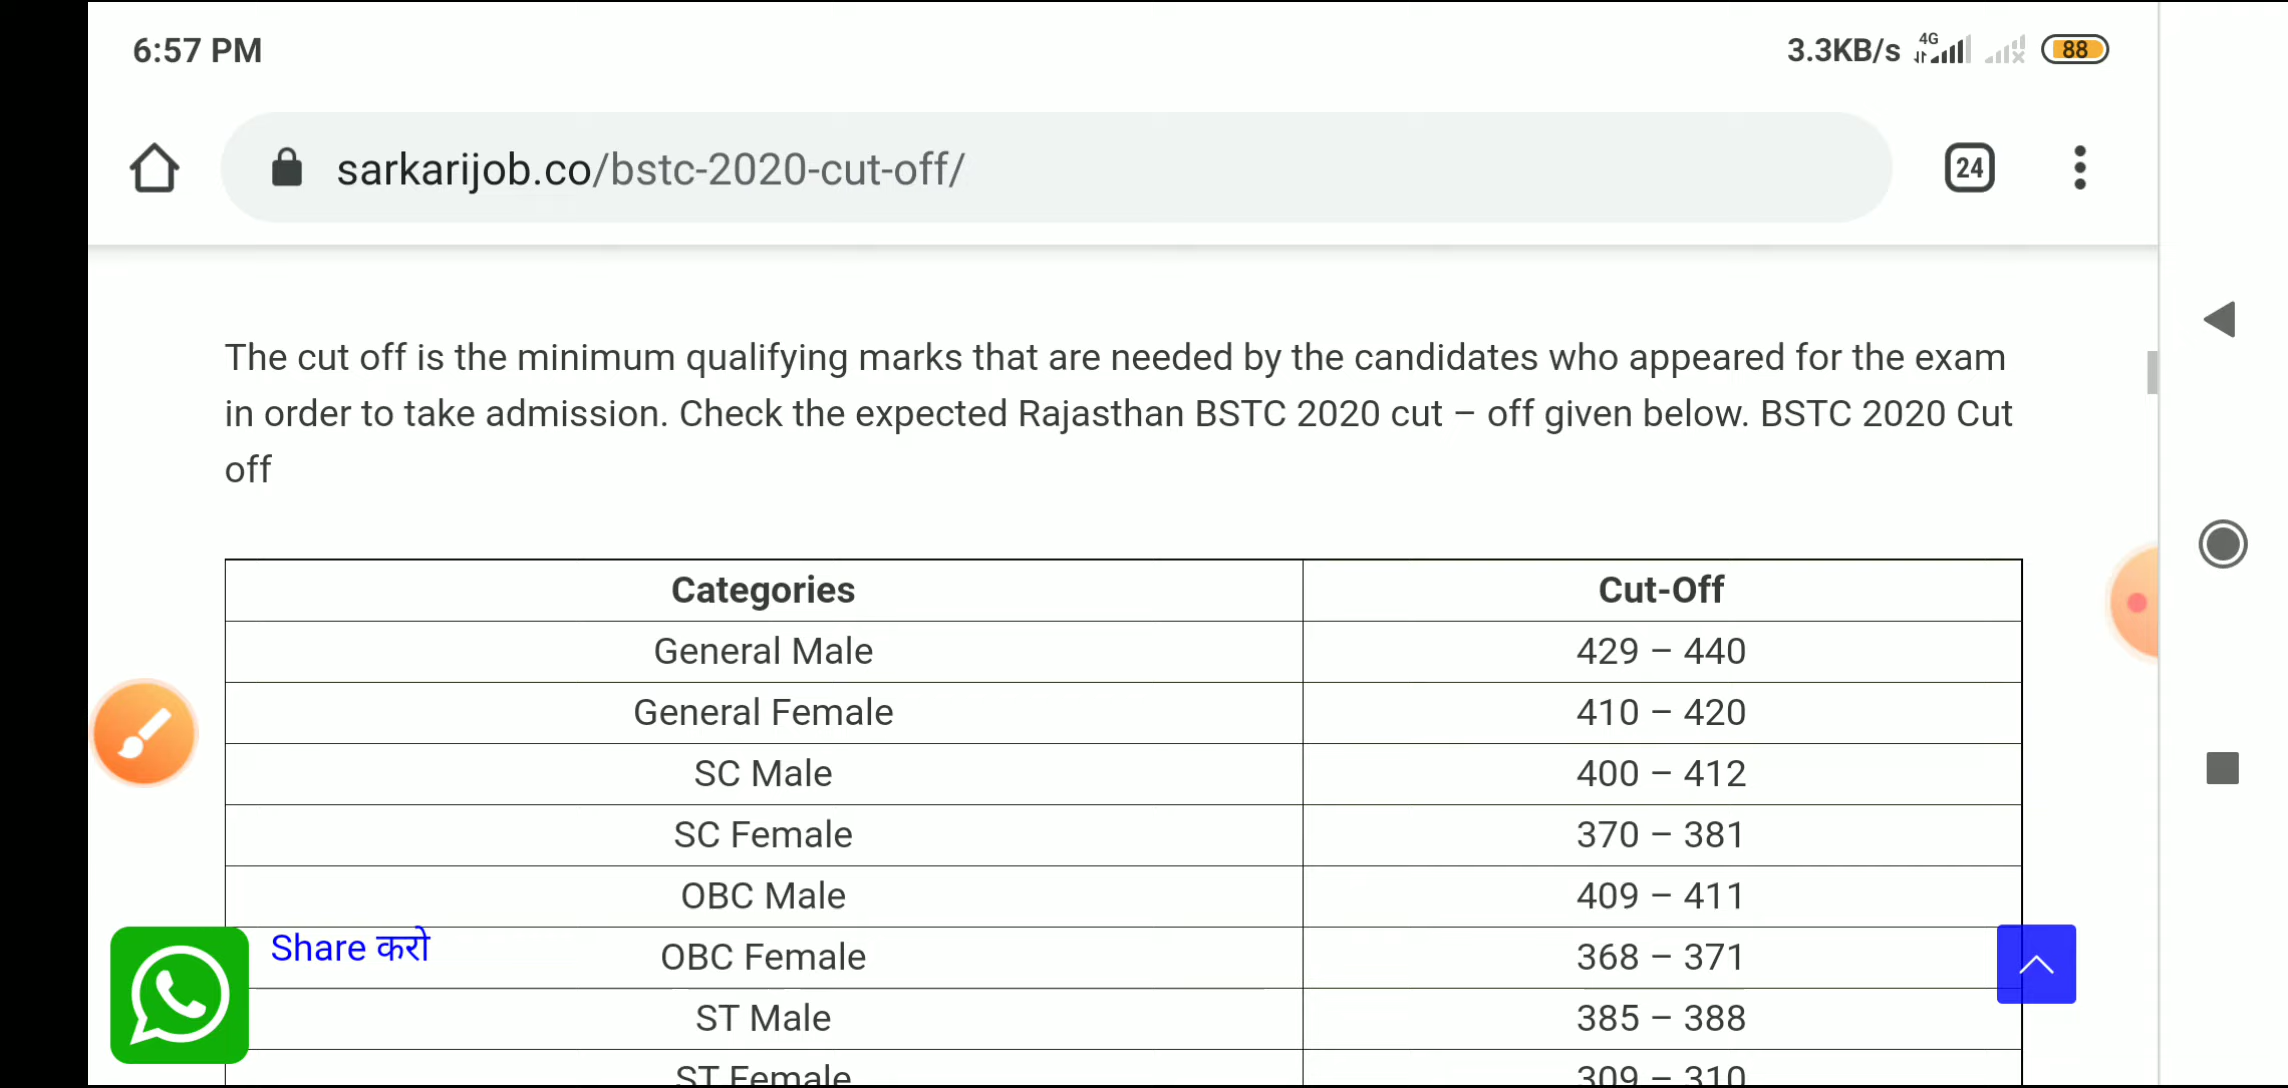 6:57 PM
3.3KB/s 4G 88
sarkarijob.co/bstc-2020-cut-off/
24
The cut off is the minimum qualifying marks that are needed by the candidates who appeared for the exam
in order to take admission. Check the expected Rajasthan BSTC 2020 cut – off given below. BSTC 2020 Cut
off
Categories Cut-Off
General Male 429 – 440
General Female 410 – 420
SC Male 400 – 412
SC Female 370 – 381
OBC Male 409 – 411
Share करो
OBC Female 368 – 371
ST Male 385 – 388
ST Female 309 – 310